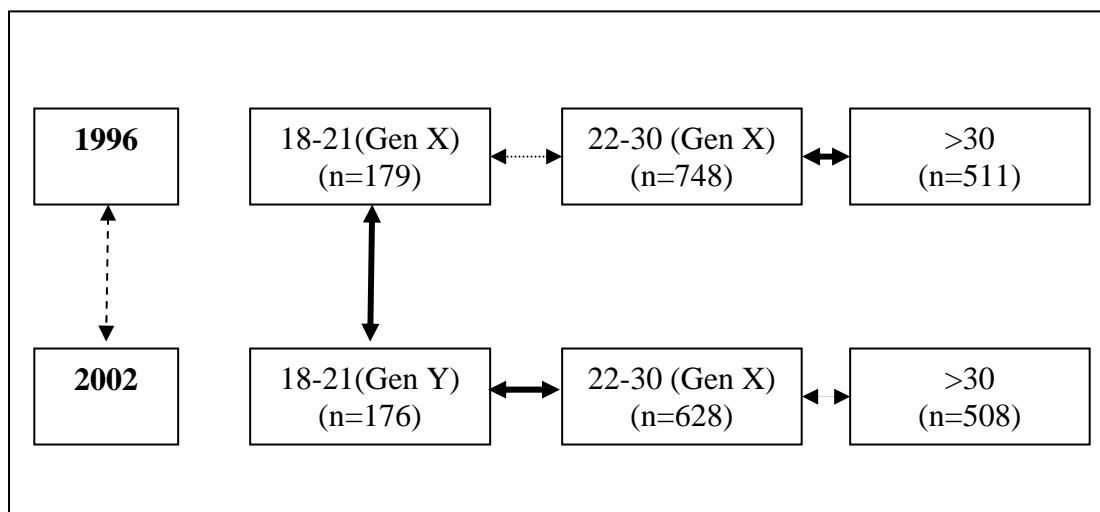 1996
18-21(Gen X)
(n=179)
22-30 (Gen X)
(n=748)
>30
(n=511)
2002
18-21(Gen Y)
(n=176)
22-30 (Gen X)
(n=628)
>30
(n=508)